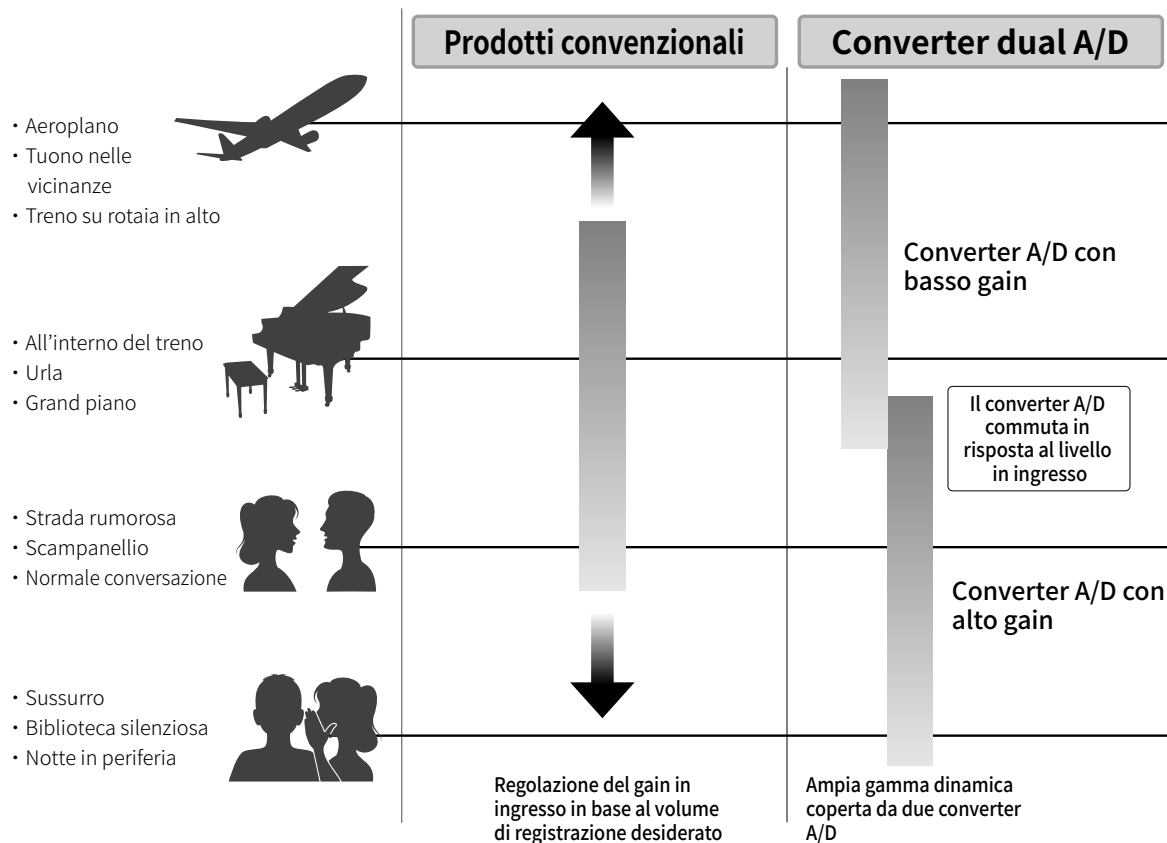 Prodotti convenzionali
Converter dual A/D
・Aeroplano
・Tuono nelle
vicinanze
・Treno su rotaia in alto
Converter A/D con
basso gain
・All’interno del treno
・Urla
・Grand piano
Il converter A/D
commuta in
risposta al livello
in ingresso
・Strada rumorosa
・Scampanellio
・Normale conversazione
Converter A/D con
alto gain
・Sussurro
・Biblioteca silenziosa
・Notte in periferia
Regolazione del gain in
ingresso in base al volume
di registrazione desiderato
Ampia gamma dinamica
coperta da due converter
A/D